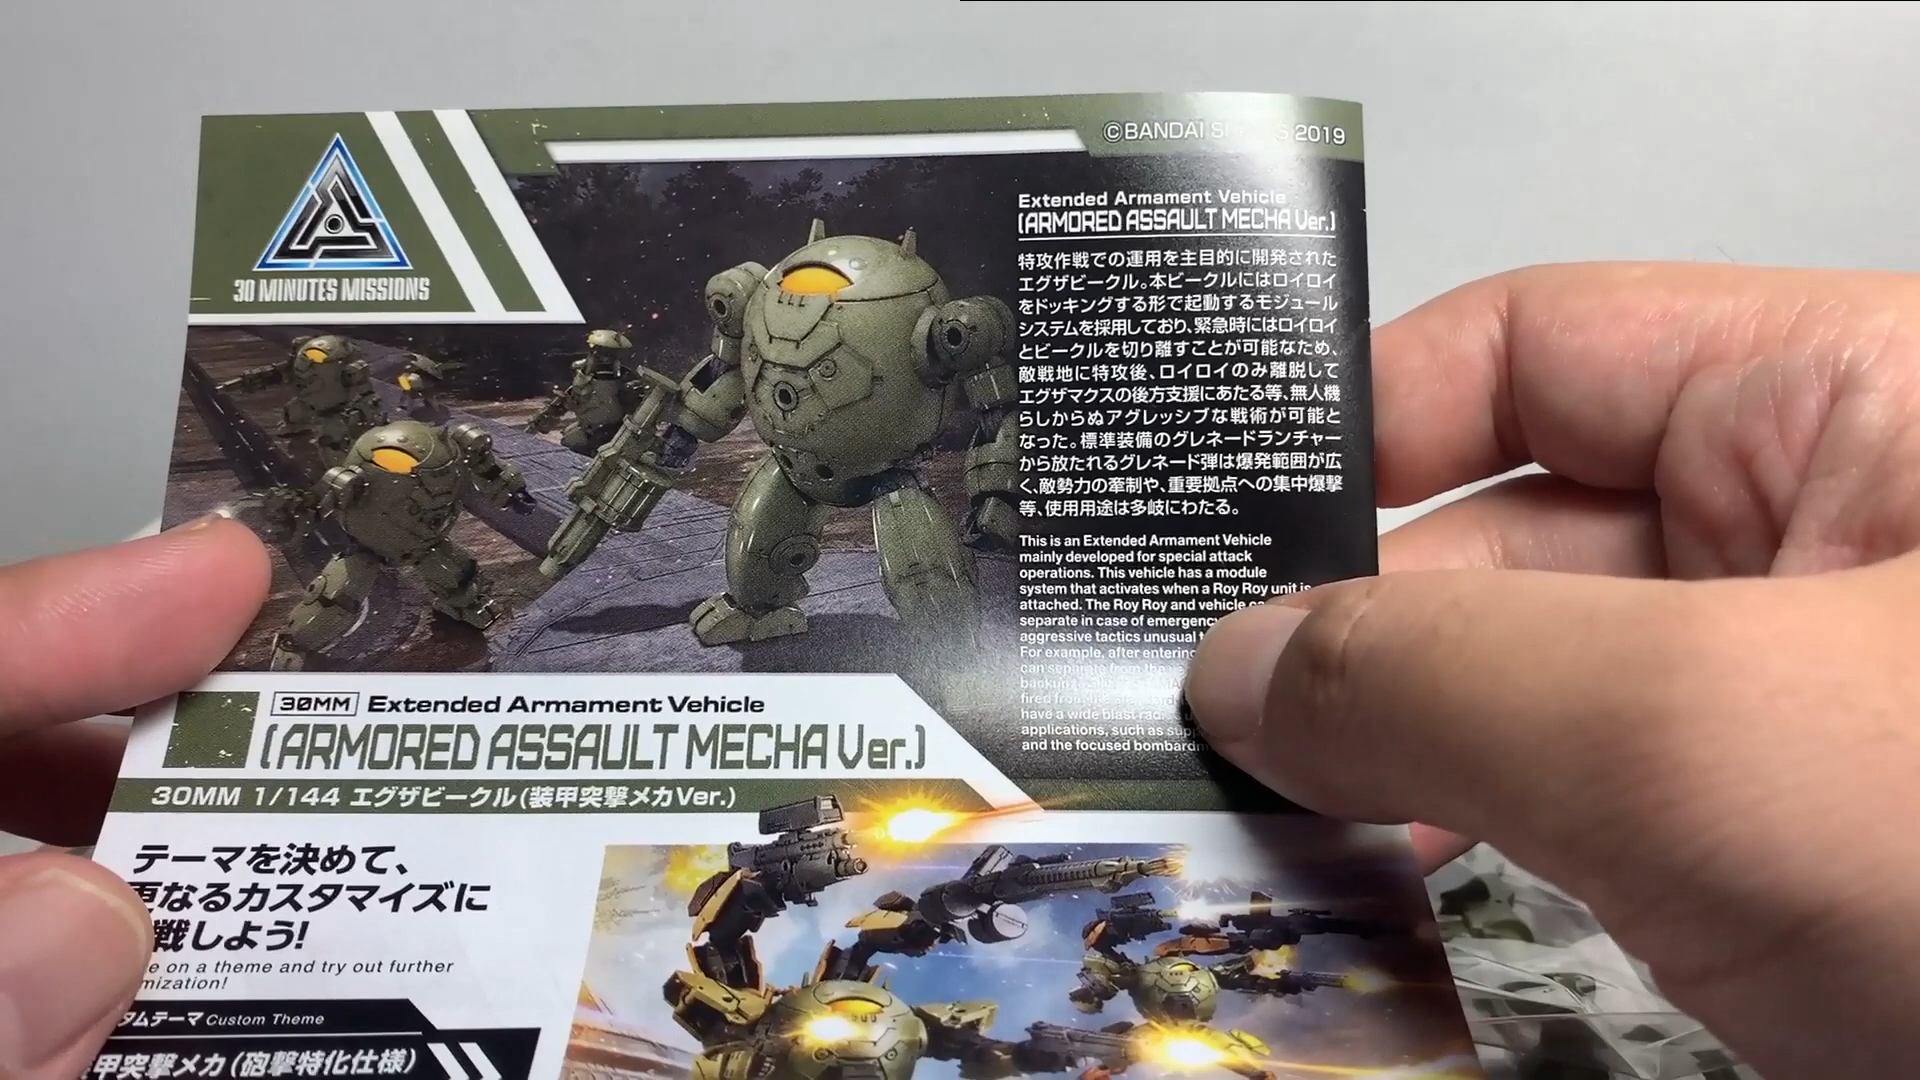 ©BANDAI S 2019
30 MINUTES MISSIONS
Extended Armament Vehicle
(ARMORED ASSAULT MECHA Ver.)
特攻作戦での運用を主目的に開発された
エグザビークル。本ビークルにはロイロイ
をドッキングする形で起動するモジュール
システムを採用しており、緊急時にはロイロイ
とビークルを切り離すことが可能なため、
敵戦地に特攻後、ロイロイのみ離脱して
エグザマクスの後方支援にあたる等、無人機
らしからぬアグレッシブな戦術が可能と
なった。標準装備のグレネードランチャー
から放たれるグレネード弾は爆発範囲が広
く、敵勢力の牽制や、重要拠点への集中爆撃
等、使用用途は多岐にわたる。
This is an Extended Armament Vehicle
mainly developed for special attack
operations. This vehicle has a module
system that activates when a Roy Roy unit is
attached. The Roy Roy and vehicle
separate in case of emergency
aggressive tactics unusual
For example, after entering
can separate from the
fired from
have a wide blast
applications, such as
and the focused
30MM Extended Armament Vehicle
(ARMORED ASSAULT MECHA Ver.)
30MM 1/144 エグザビークル(装甲突撃メカVer.)
テーマを決めて、
更なるカスタマイズに
戦しよう!
e on a theme and try out further
mization!
タムテーマ Custom Theme
甲突撃メカ(砲撃特化仕様)